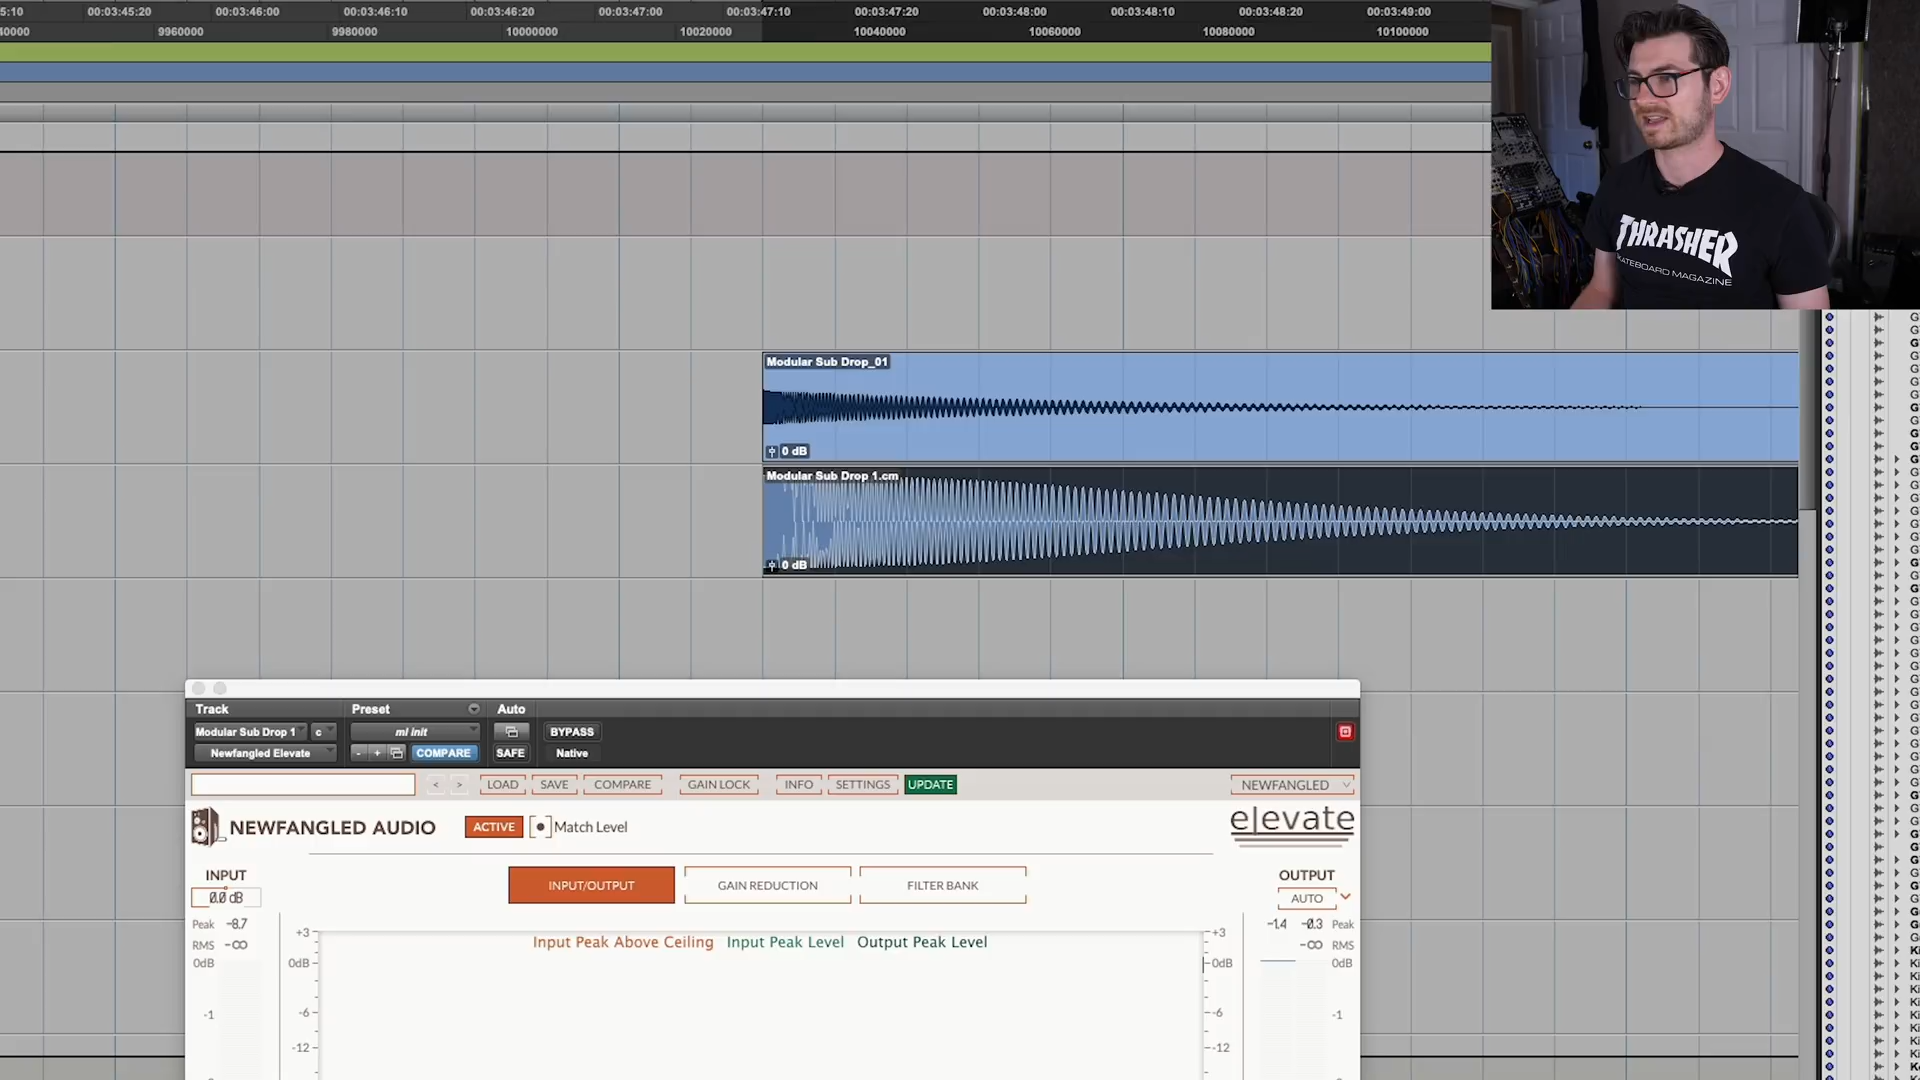 5:10 00:03:45:20 00:03:46:00 00:03:46:10 00:03:46:20 00:03:47:00 00:03:47:10 00:03:47:20 00:03:48:00 00:03:48:10 00:03:48:20 00:03:49:00
40000 9960000 9980000 10000000 10020000 10040000 10060000 10080000 10100000
THRASHER
SKATEBOARD MAGAZINE
Modular Sub Drop_01
0 dB
Modular Sub Drop 1.cm
0 dB
Track Preset Auto
Modular Sub Drop 1 c ml init BYPASS
Newfangled Elevate - + COMPARE SAFE Native
< > LOAD SAVE COMPARE GAIN LOCK INFO SETTINGS UPDATE NEWFANGLED
NEWFANGLED AUDIO ACTIVE Match Level elevate
INPUT INPUT/OUTPUT GAIN REDUCTION FILTER BANK OUTPUT
0.0 dB AUTO
Peak -8.7 +3 Input Peak Above Ceiling Input Peak Level Output Peak Level +3 -1.4 -0.3 Peak
RMS -∞ -∞ RMS
0dB 0dB 0dB 0dB
-1 -6 -6 -1
-12 -12